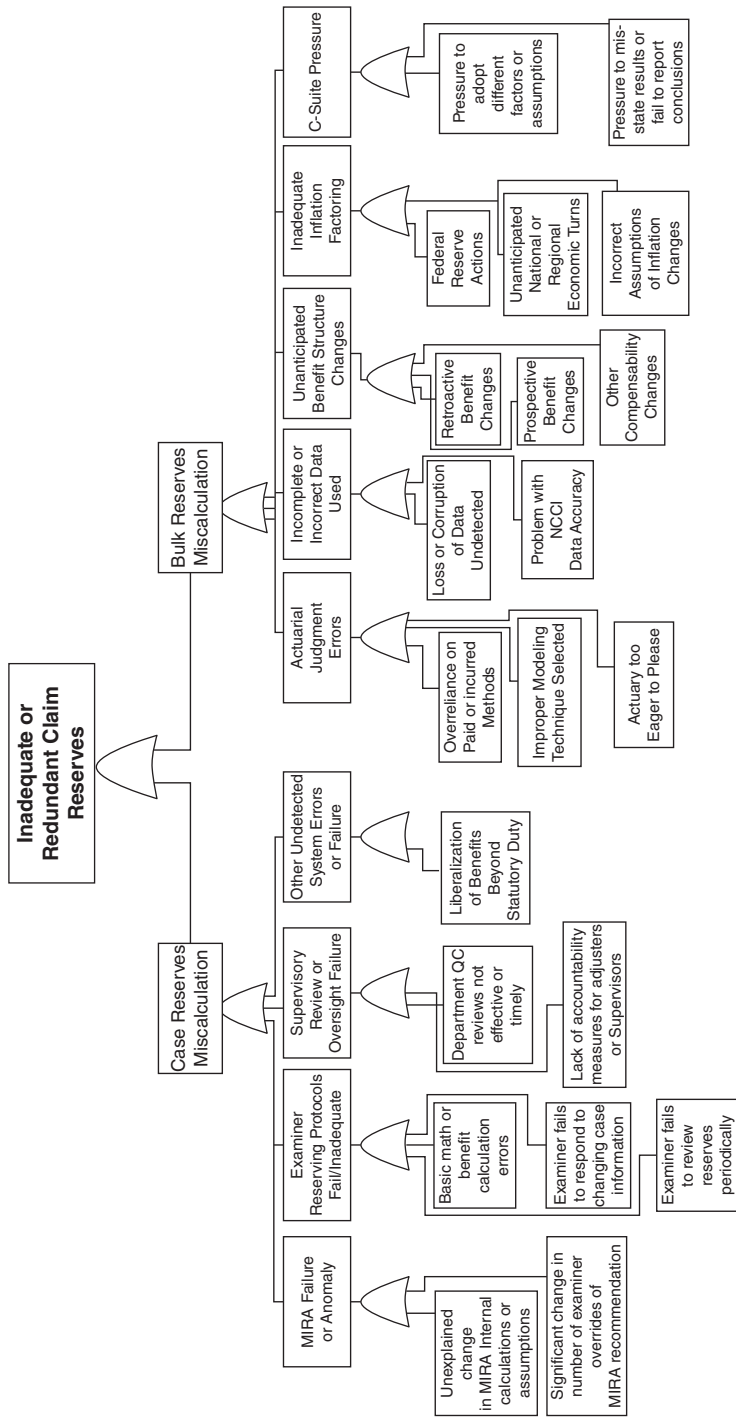 Inadequate or
Redundant Claim
Reserves
Case Reserves
Miscalculation
Bulk Reserves
Miscalculation
MIRA Failure
or Anomaly
Examiner
Reserving Protocols
Fail/Inadequate
Supervisory
Review or
Oversight Failure
Other Undetected
System Errors
or Failure
Actuarial
Judgment
Errors
Incomplete or
Incorrect Data
Used
Unanticipated
Benefit Structure
Changes
Inadequate
Inflation
Factoring
C-Suite Pressure
Unexplained
change
in MIRA Internal
calculations or
assumptions
Significant change in
number of examiner
overrides of
MIRA recommendation
Basic math or
benefit
calculation
errors
Examiner fails
to respond to
changing case
information
Examiner fails
to review
reserves
periodically
Department QC
reviews not
effective or
timely
Lack of accountability
measures for adjusters
or Supervisors
Liberalization
of Benefits
Beyond
Statutory Duty
Overreliance on
Paid or incurred
Methods
Improper Modeling
Technique Selected
Actuary too
Eager to Please
Loss or Corruption
of Data
Undetected
Problem with
NCCI
Data Accuracy
Retroactive
Benefit
Changes
Prospective Benefit
Changes
Other
Compensability
Changes
Federal
Reserve
Actions
Unanticipated
National or
Regional
Economic Turns
Incorrect
Assumptions
of Inflation
Changes
Pressure to
adopt
different
factors or
assumptions
Pressure to mis-
state results or
fail to report
conclusions